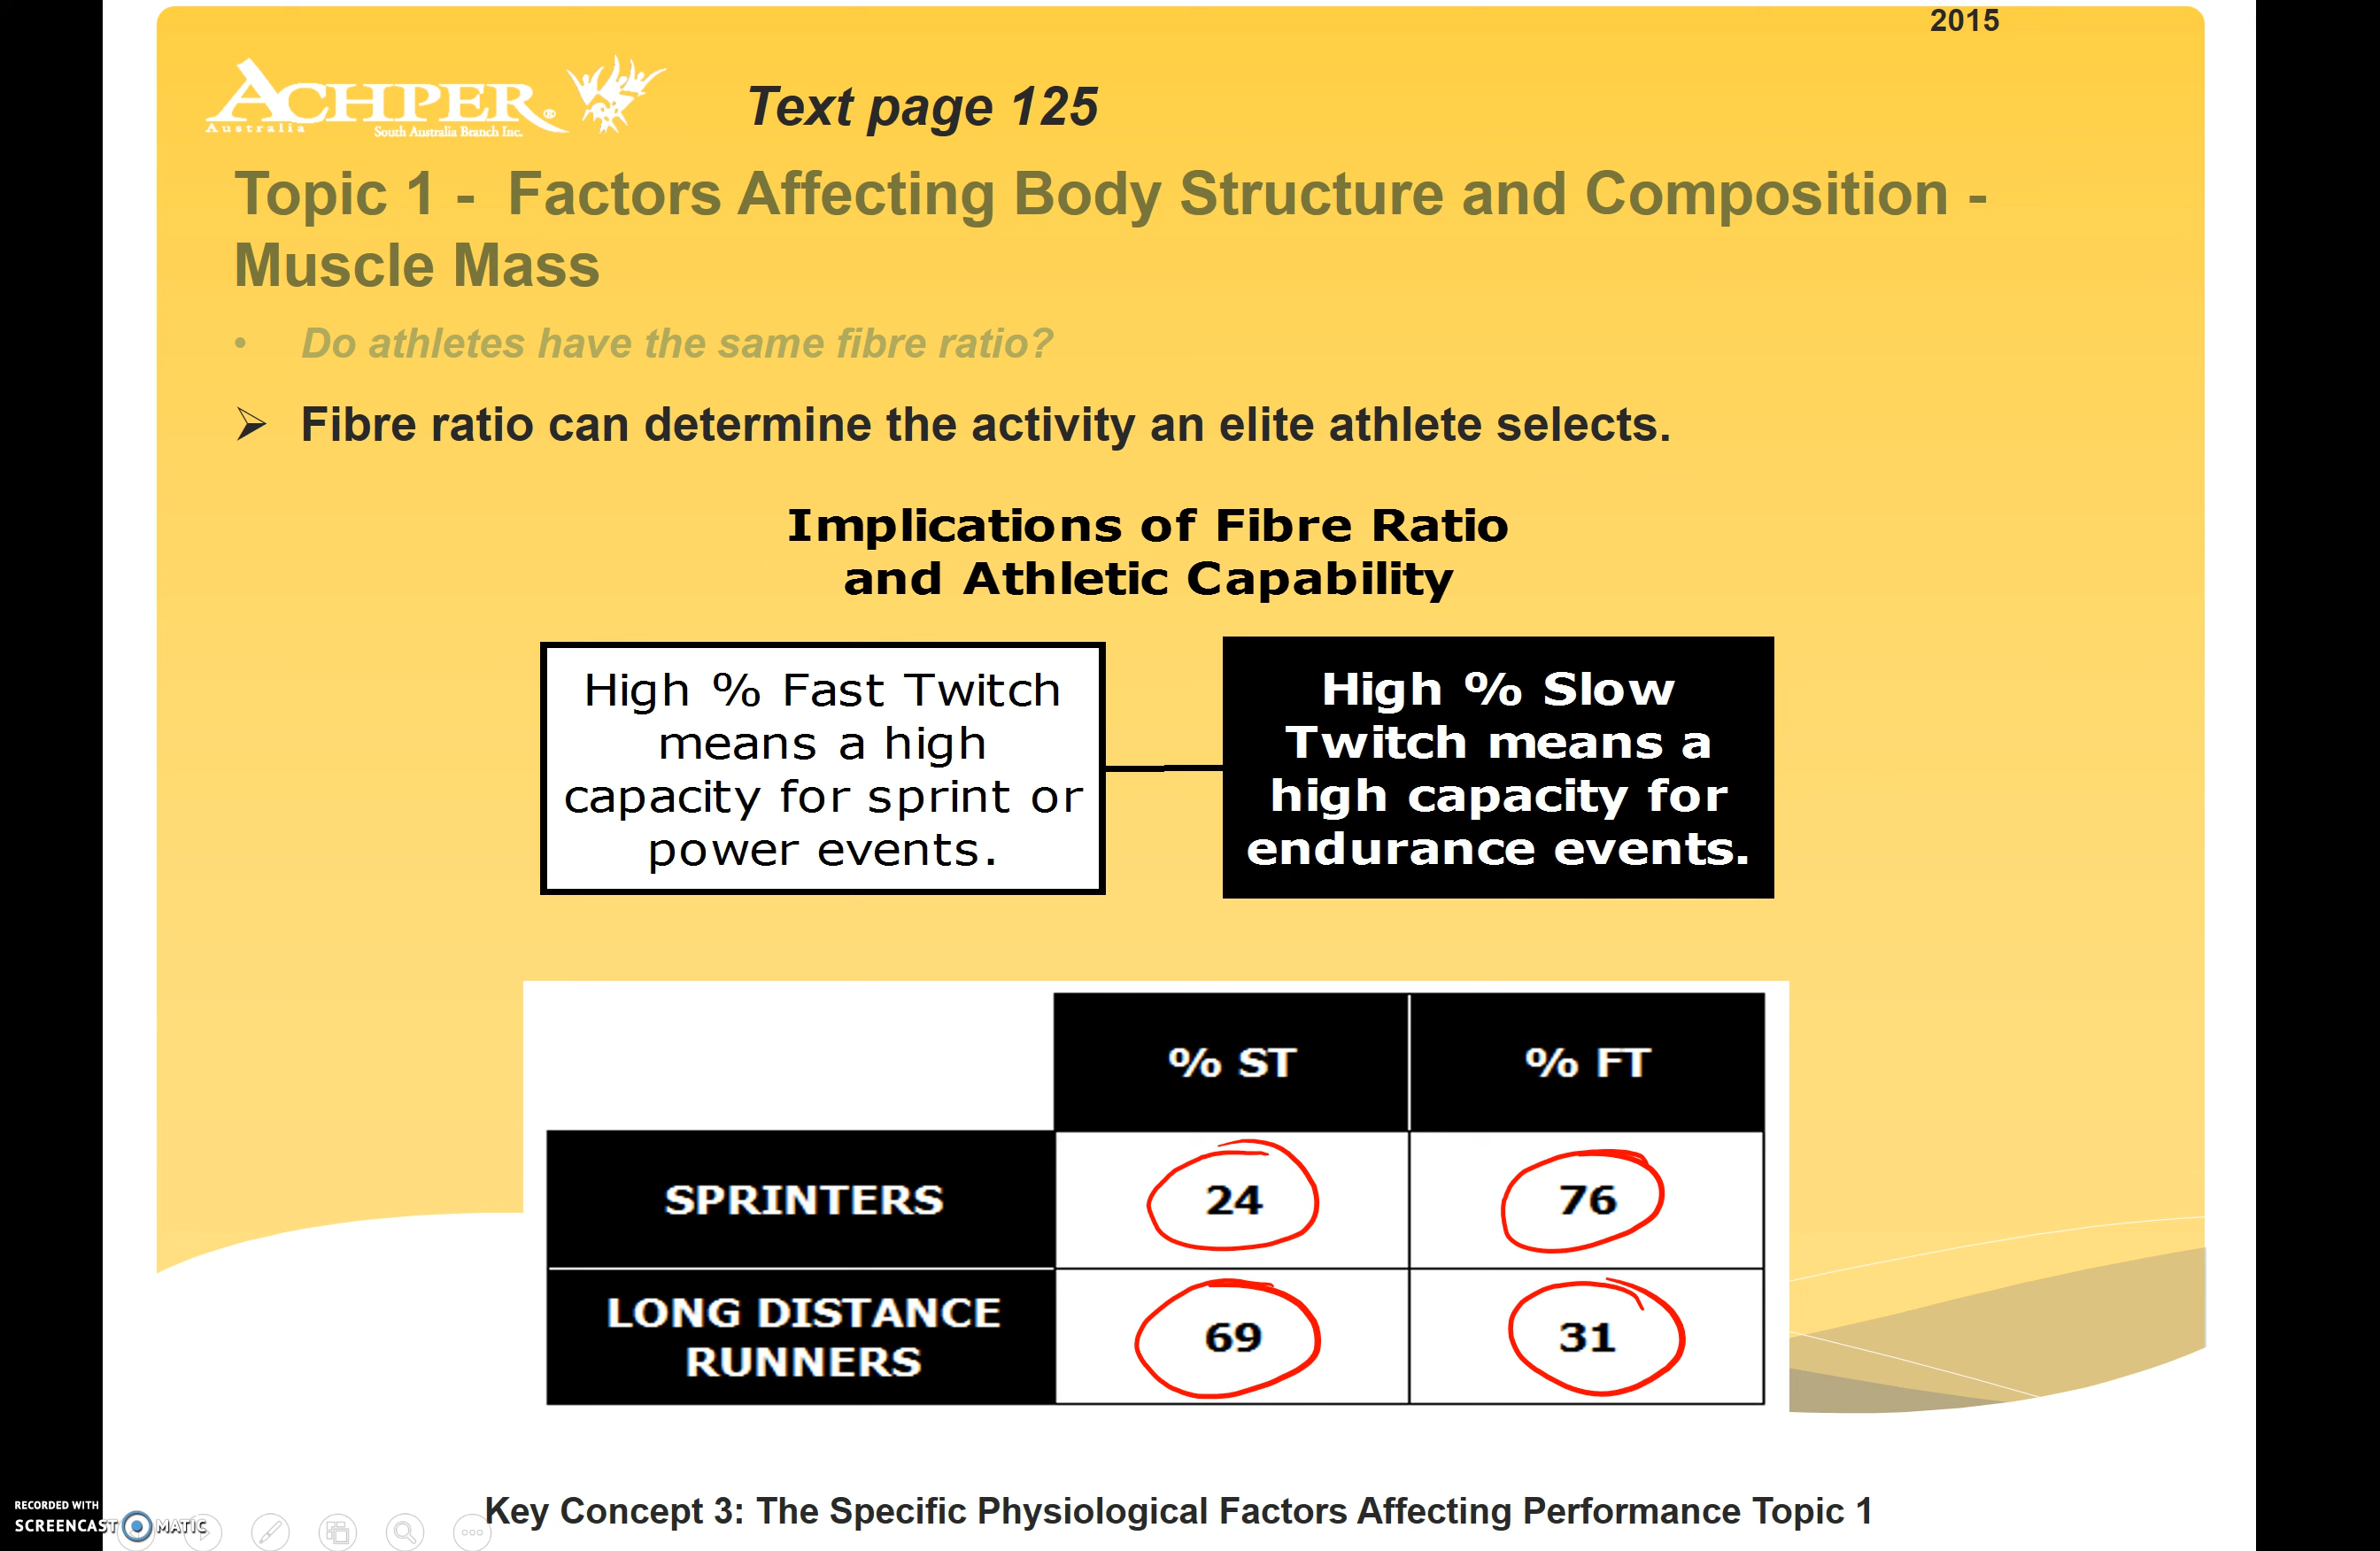 2015
ACHPER®
Australia
South Australia Branch Inc.
Text page 125
Topic 1 - Factors Affecting Body Structure and Composition -
Muscle Mass
• Do athletes have the same fibre ratio?
➢ Fibre ratio can determine the activity an elite athlete selects.
Implications of Fibre Ratio
and Athletic Capability
High % Fast Twitch
means a high
capacity for sprint or
power events.
High % Slow
Twitch means a
high capacity for
endurance events.
% ST % FT
SPRINTERS 24 76
LONG DISTANCE
RUNNERS 69 31
Key Concept 3: The Specific Physiological Factors Affecting Performance Topic 1
RECORDED WITH
SCREENCAST MATIC